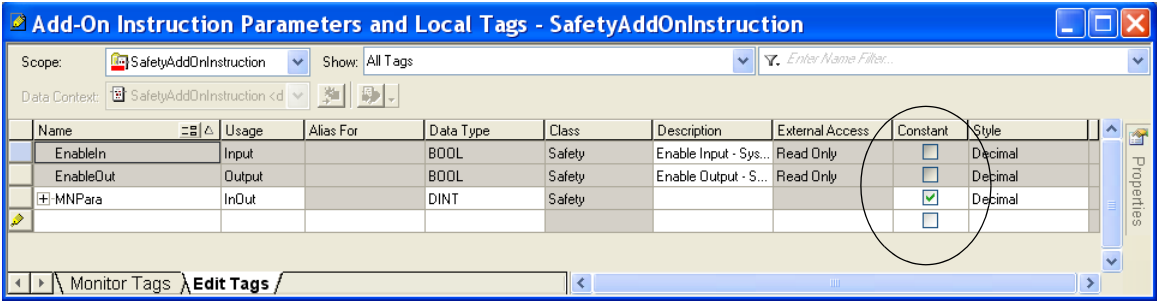 Add-On Instruction Parameters and Local Tags - SafetyAddOnInstruction
Scope: SafetyAddOnInstruction Show: All Tags Enter Name Filter...
Data Context: SafetyAddOnInstruction <d
Name Usage Alias For Data Type Class Description External Access Constant Style
EnableIn Input BOOL Safety Enable Input - Sys... Read Only Decimal
EnableOut Output BOOL Safety Enable Output - S... Read Only Decimal
MNPara InOut DINT Safety Decimal
Monitor Tags Edit Tags
Properties